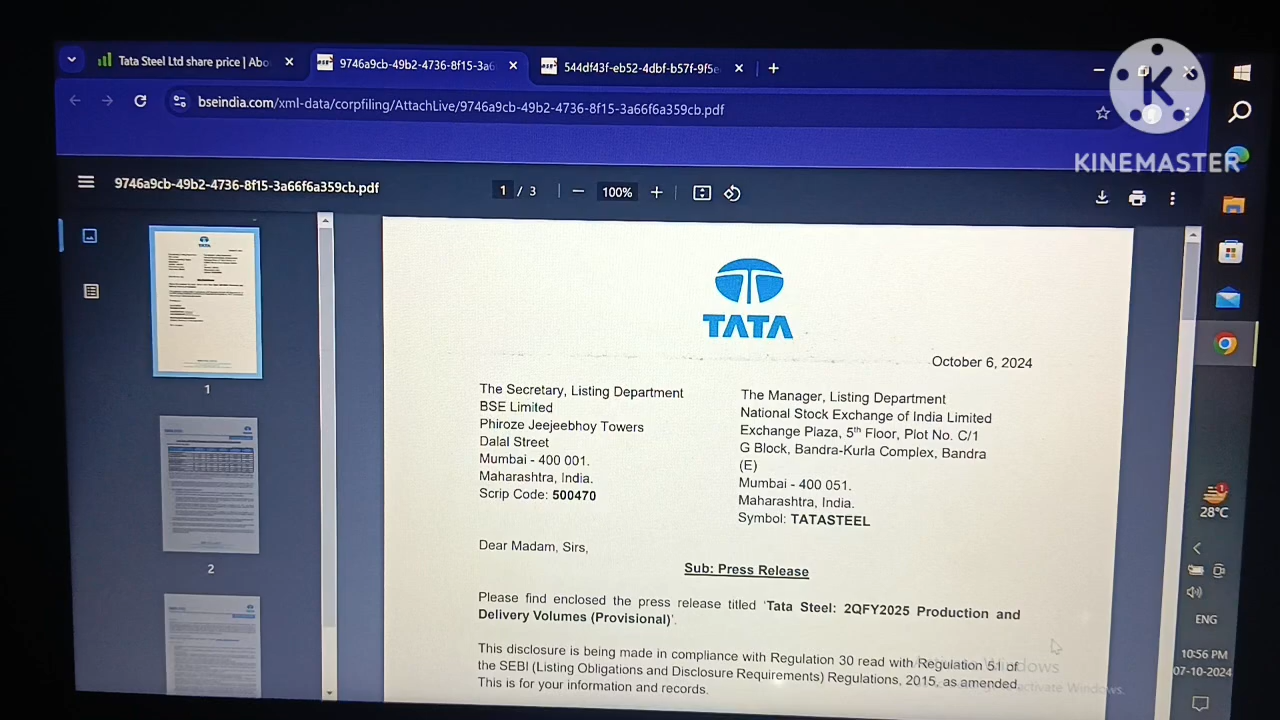 Tata Steel Ltd share price | Abo
9746a9cb-49b2-4736-8f15-3a6
544df43f-eb52-4dbf-b57f-9f5e
bseindia.com/xml-data/corpfiling/AttachLive/9746a9cb-49b2-4736-8f15-3a66f6a359cb.pdf
KINEMASTER
9746a9cb-49b2-4736-8f15-3a66f6a359cb.pdf
1 / 3
100%
TATA
October 6, 2024
The Secretary, Listing Department
BSE Limited
Phiroze Jeejeebhoy Towers
Dalal Street
Mumbai - 400 001.
Maharashtra, India.
Scrip Code: 500470
The Manager, Listing Department
National Stock Exchange of India Limited
Exchange Plaza, 5th Floor, Plot No. C/1
G Block, Bandra-Kurla Complex, Bandra
(E)
Mumbai - 400 051.
Maharashtra, India.
Symbol: TATASTEEL
Dear Madam, Sirs,
Sub: Press Release
Please find enclosed the press release titled ‘Tata Steel: 2QFY2025 Production and
Delivery Volumes (Provisional)’.
This disclosure is being made in compliance with Regulation 30 read with Regulation 51 of
the SEBI (Listing Obligations and Disclosure Requirements) Regulations, 2015, as amended.
This is for your information and records.
1
2
1
28°C
ENG
10:56 PM
07-10-2024
Windows
activate Windows.